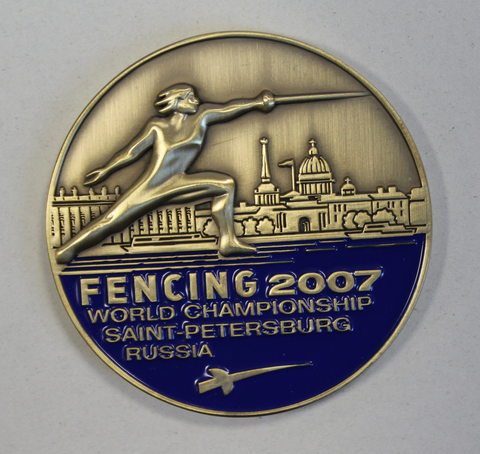 FENCING 2007
WORLD CHAMPIONSHIP
SAINT-PETERSBURG
RUSSIA